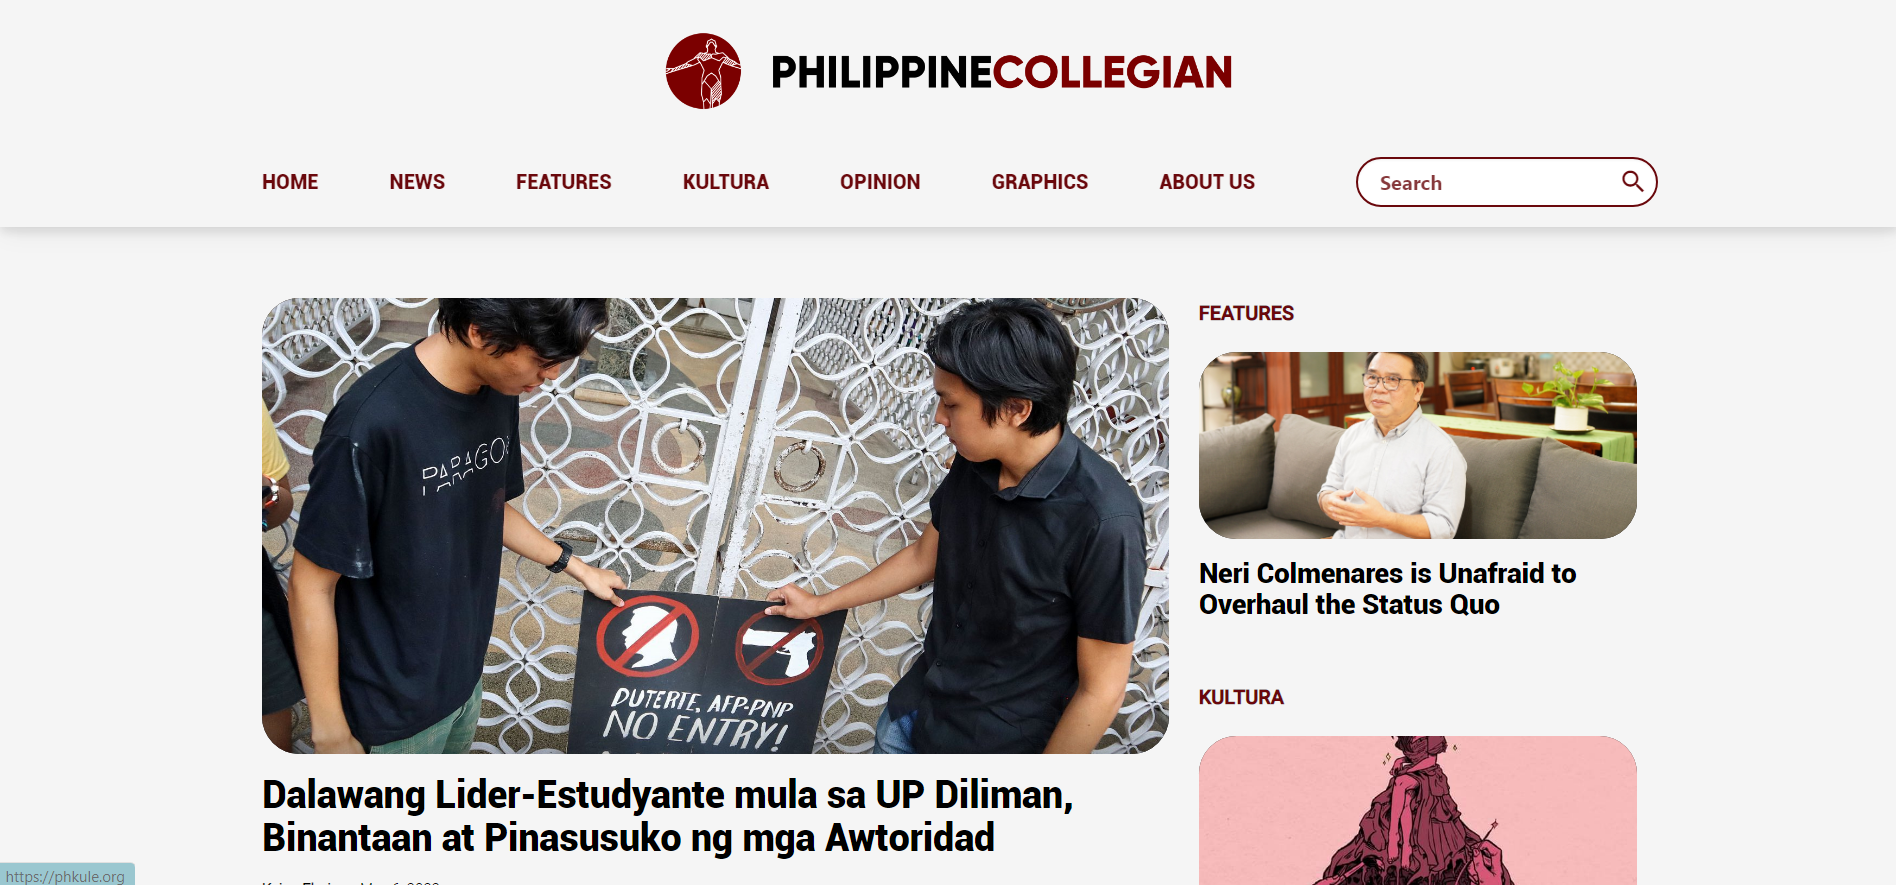 PHILIPPINECOLLEGIAN
HOME NEWS FEATURES KULTURA OPINION GRAPHICS ABOUT US Search
PARAGON
DUTERTE, AFP-PNP
NO ENTRY!
Dalawang Lider-Estudyante mula sa UP Diliman,
Binantaan at Pinasusuko ng mga Awtoridad
FEATURES
Neri Colmenares is Unafraid to
Overhaul the Status Quo
KULTURA
https://phkule.org